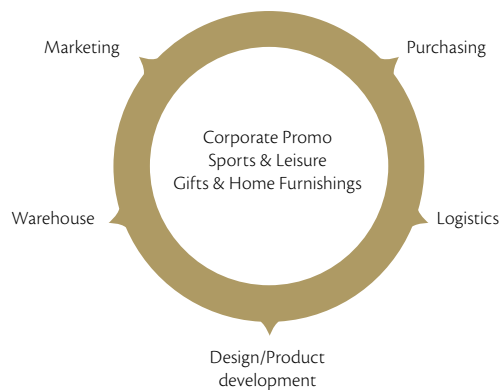 Marketing
Purchasing
Corporate Promo
Sports & Leisure
Gifts & Home Furnishings
Warehouse
Logistics
Design/Product
development